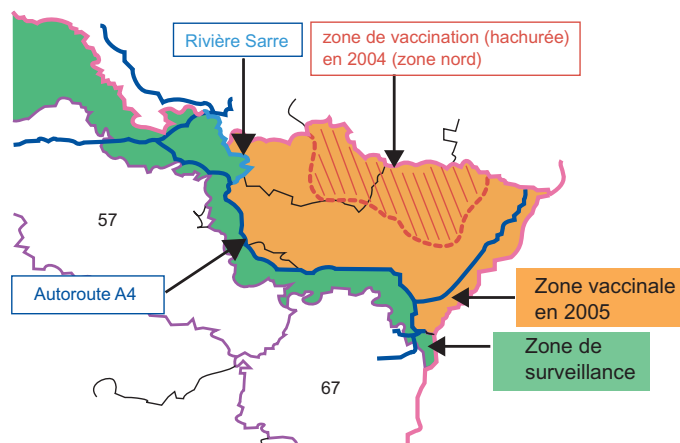 Rivière Sarre
zone de vaccination (hachurée)
en 2004 (zone nord)
57
Autoroute A4
Zone vaccinale
en 2005
Zone de
surveillance
67